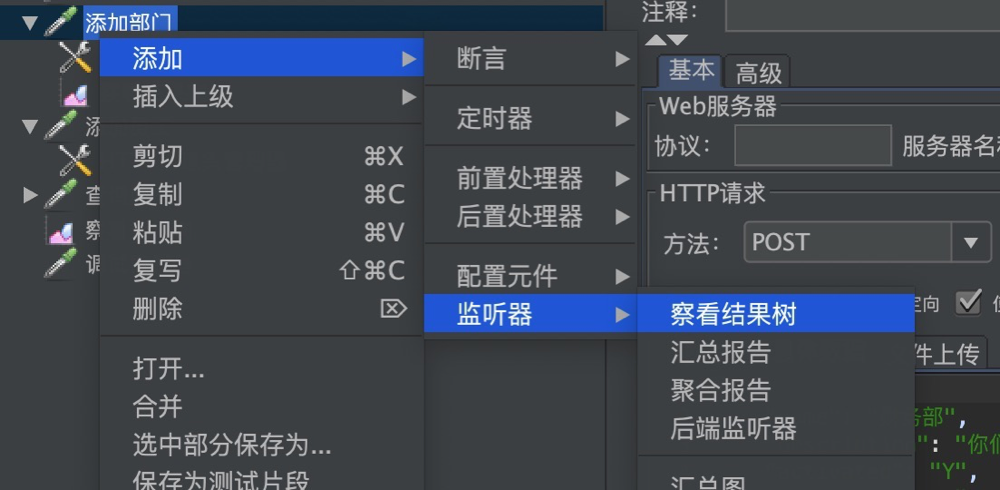 添加部门
添加
插入上级
剪切 ⌘X
复制 ⌘C
粘贴 ⌘V
复写 ⇧⌘C
删除 ⌦
打开...
合并
选中部分保存为...
保存为测试片段
添
查
察
调
断言
定时器
前置处理器
后置处理器
配置元件
监听器
察看结果树
汇总报告
聚合报告
后端监听器
汇总图
注释：
基本 高级
Web服务器
协议： 服务器名称
HTTP请求
方法： POST
定向
件上传
务部",
": "你们
"Y",